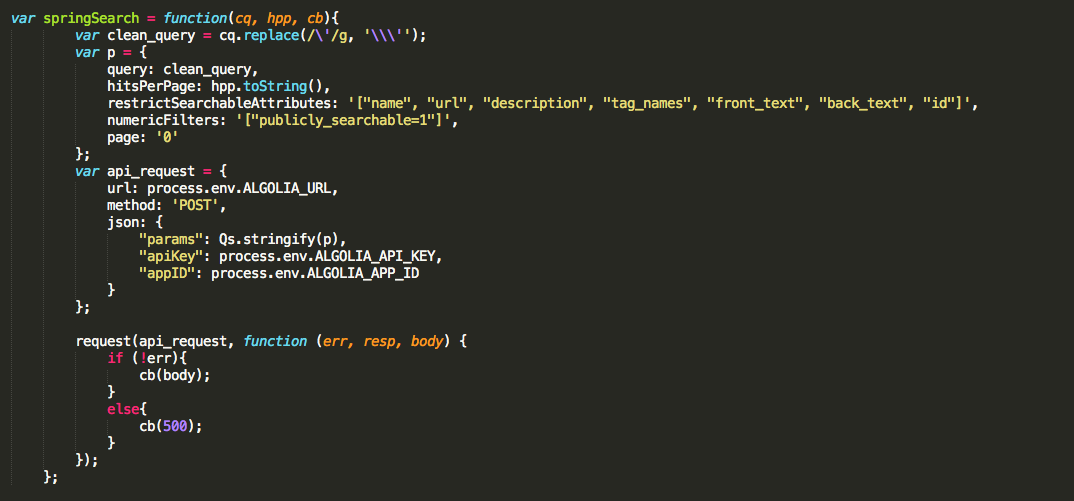 var springSearch = function(cq, hpp, cb){
        var clean_query = cq.replace(/\'/g, '\\\'');
        var p = {
            query: clean_query,
            hitsPerPage: hpp.toString(),
            restrictSearchableAttributes: '["name", "url", "description", "tag_names", "front_text", "back_text", "id"]',
            numericFilters: '["publicly_searchable=1"]',
            page: '0'
        };
        var api_request = {
            url: process.env.ALGOLIA_URL,
            method: 'POST',
            json: {
                "params": Qs.stringify(p),
                "apiKey": process.env.ALGOLIA_API_KEY,
                "appID": process.env.ALGOLIA_APP_ID
            }
        };

        request(api_request, function (err, resp, body) {
            if (!err){
                cb(body);
            }
            else{
                cb(500);
            }
        });
    };